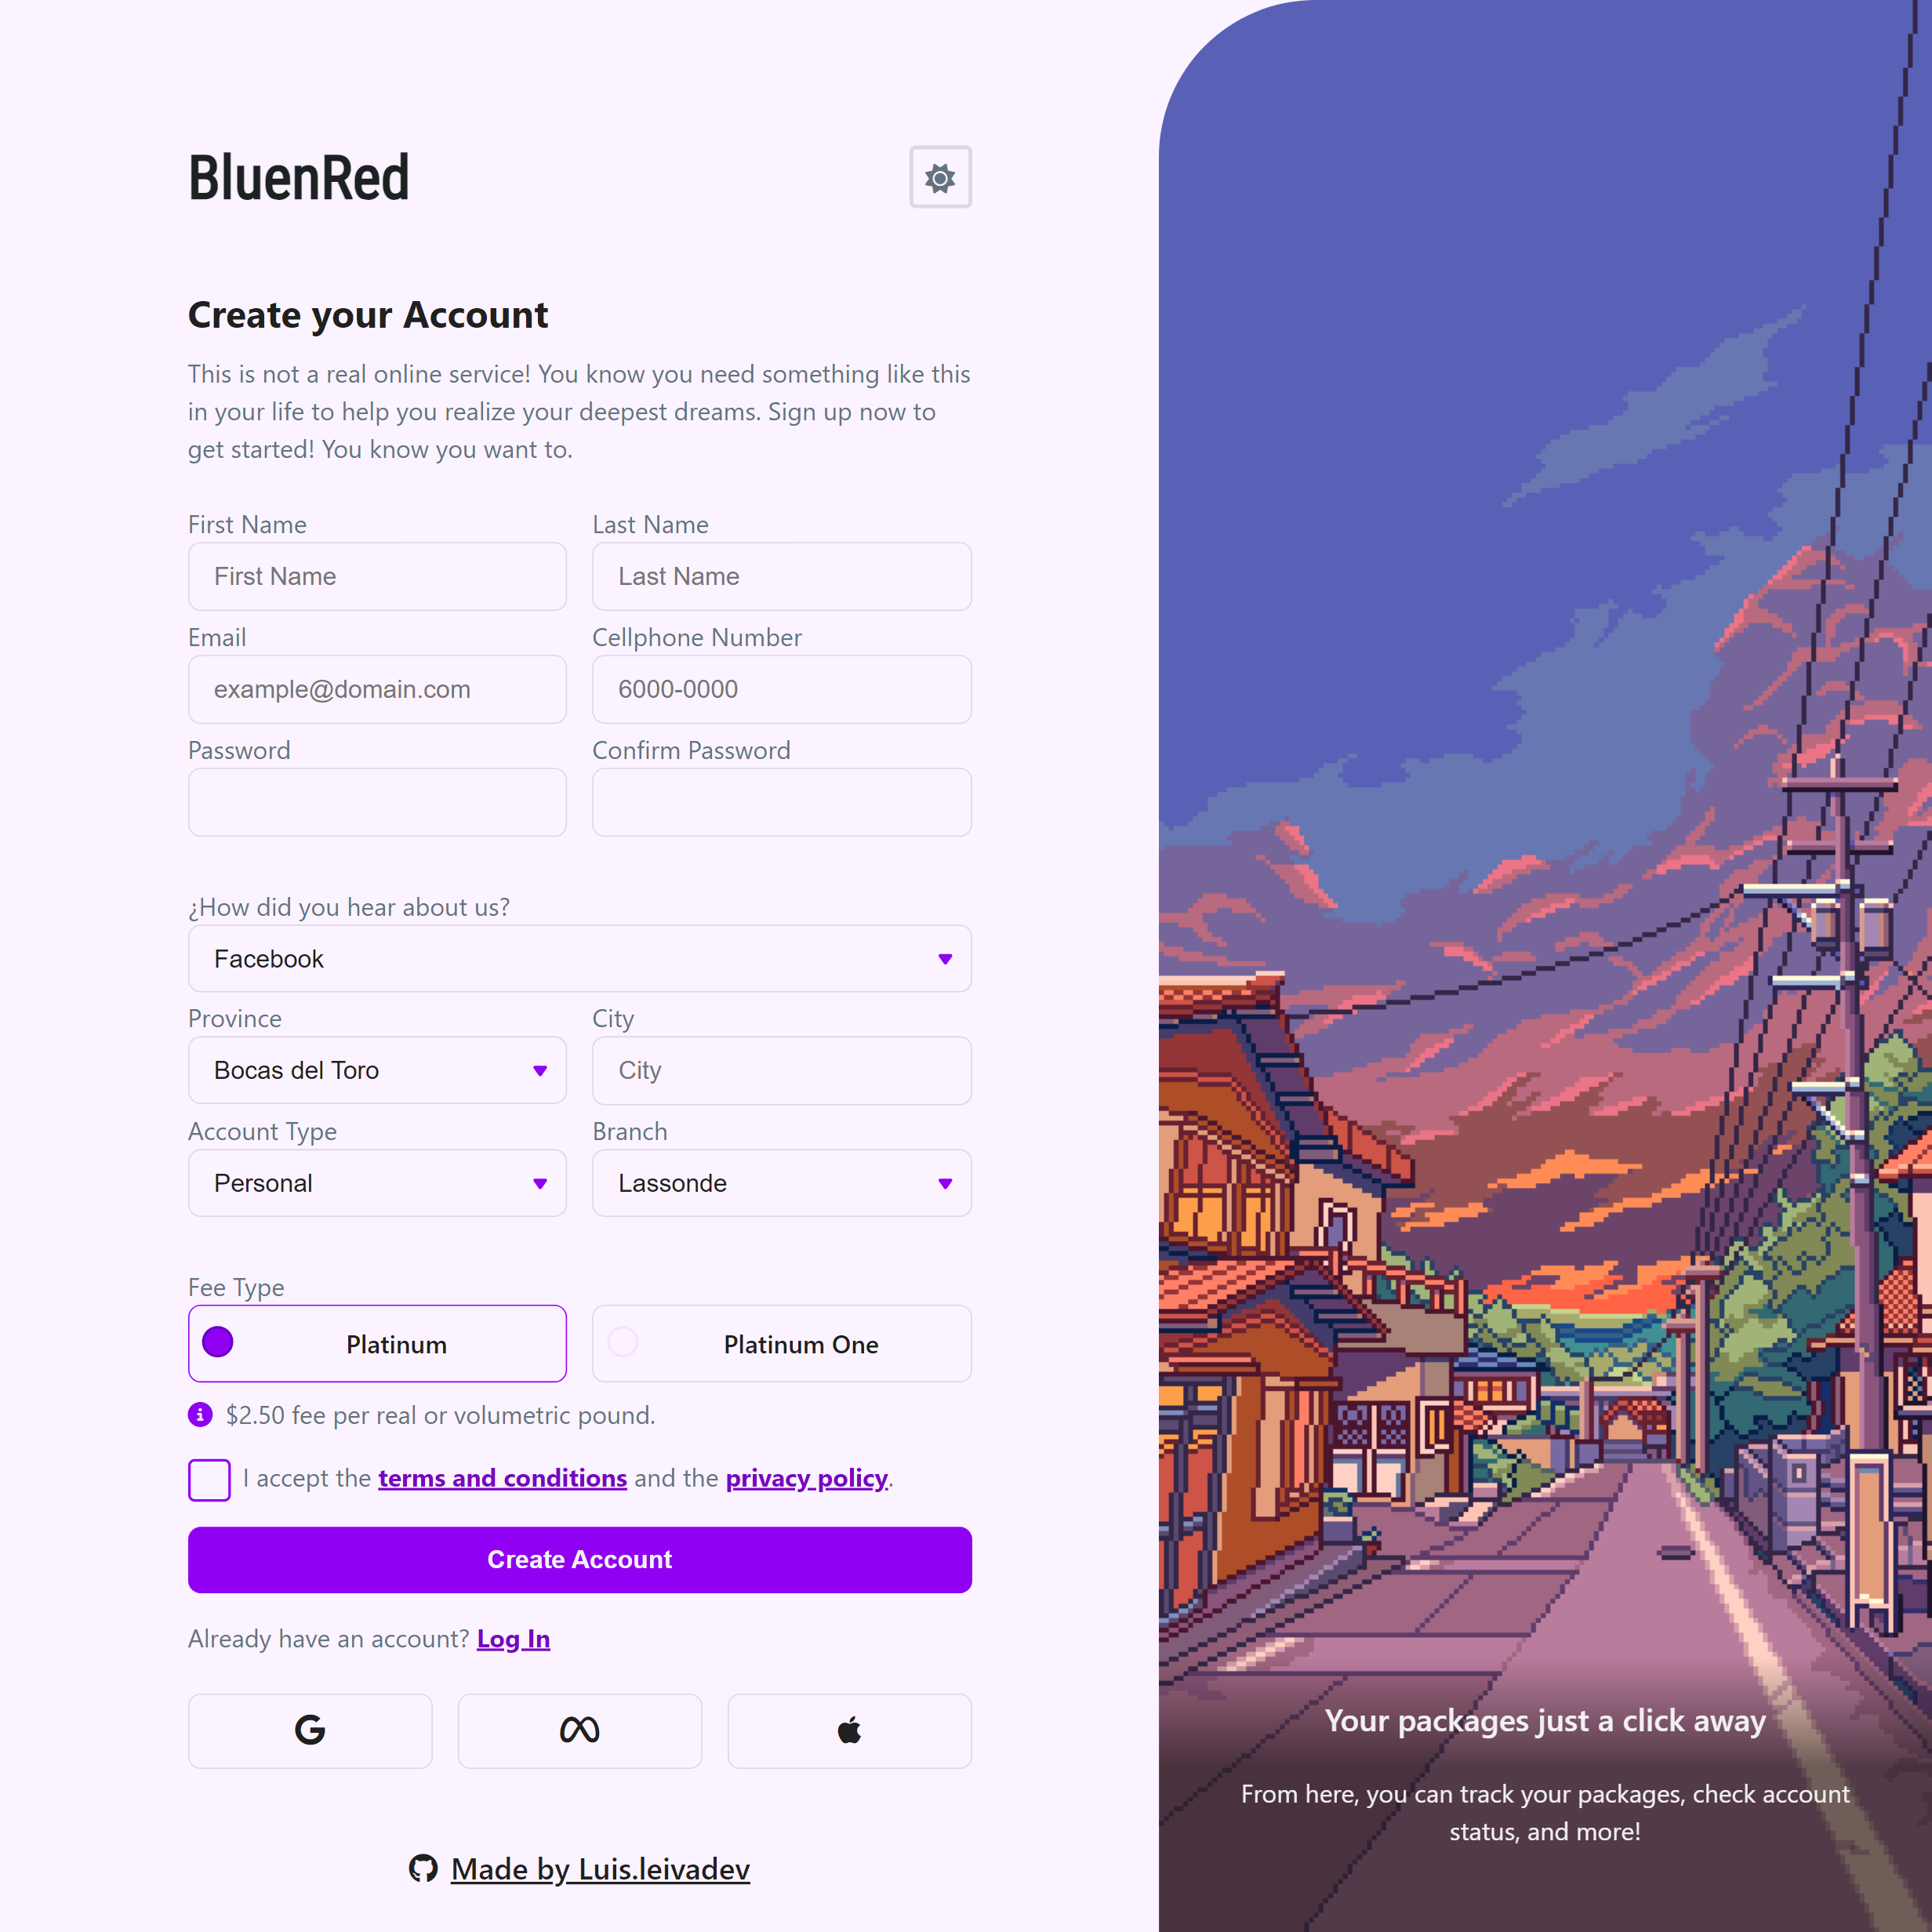 BluenRed
Create your Account
This is not a real online service! You know you need something like this
in your life to help you realize your deepest dreams. Sign up now to
get started! You know you want to.
First Name
Last Name
First Name
Last Name
Email
Cellphone Number
example@domain.com
6000-0000
Password
Confirm Password
¿How did you hear about us?
Facebook
Province
City
Bocas del Toro
City
Account Type
Branch
Personal
Lassonde
Fee Type
Platinum
Platinum One
$2.50 fee per real or volumetric pound.
I accept the terms and conditions and the privacy policy.
Create Account
Already have an account? Log In
Made by Luis.leivadev
Your packages just a click away
From here, you can track your packages, check account
status, and more!